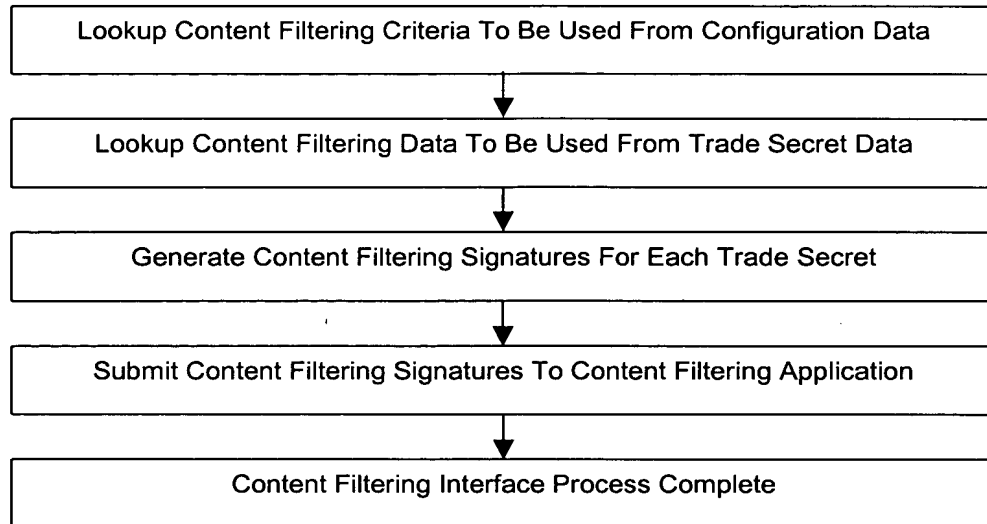 Lookup Content Filtering Criteria To Be Used From Configuration Data
Lookup Content Filtering Data To Be Used From Trade Secret Data
Generate Content Filtering Signatures For Each Trade Secret
Submit Content Filtering Signatures To Content Filtering Application
Content Filtering Interface Process Complete